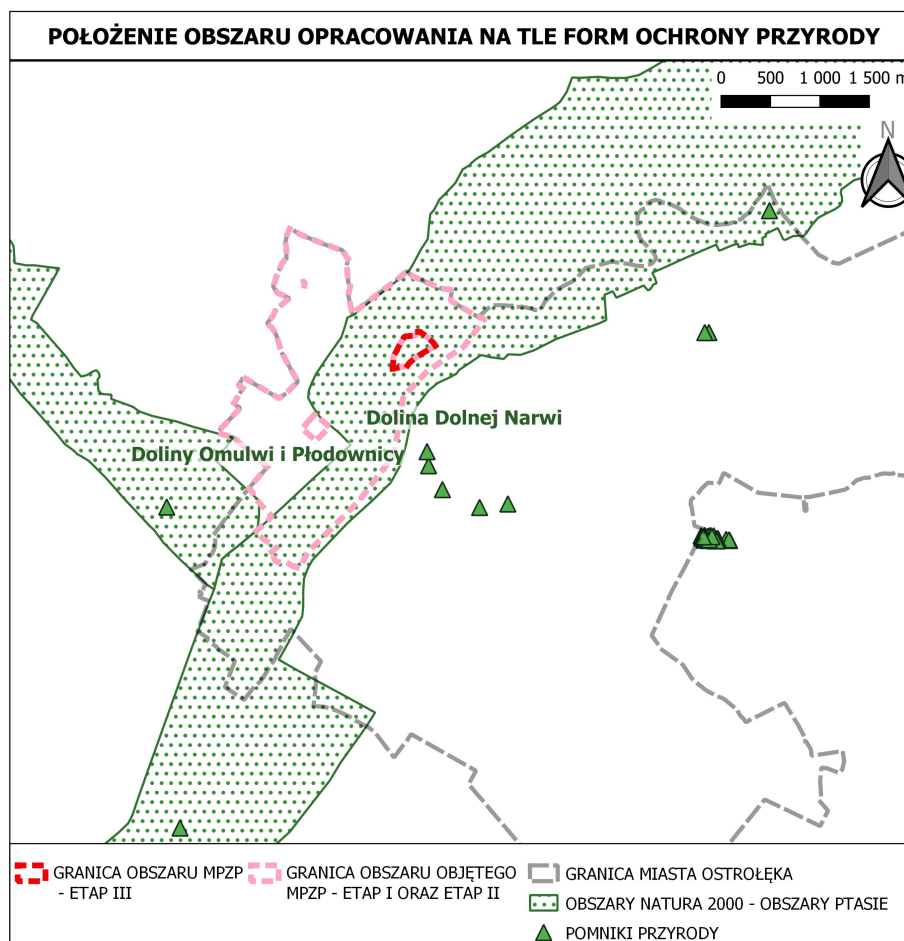 POŁOŻENIE OBSZARU OPRACOWANIA NA TLE FORM OCHRONY PRZYRODY
0 500 1 000 1 500 m
N
Dolina Dolnej Narwi
Doliny Omulwi i Płodownicy
GRANICA OBSZARU MPZP
- ETAP III
GRANICA OBSZARU OBJĘTEGO
MPZP - ETAP I ORAZ ETAP II
GRANICA MIASTA OSTROŁĘKA
OBSZARY NATURA 2000 - OBSZARY PTASIE
POMNIKI PRZYRODY